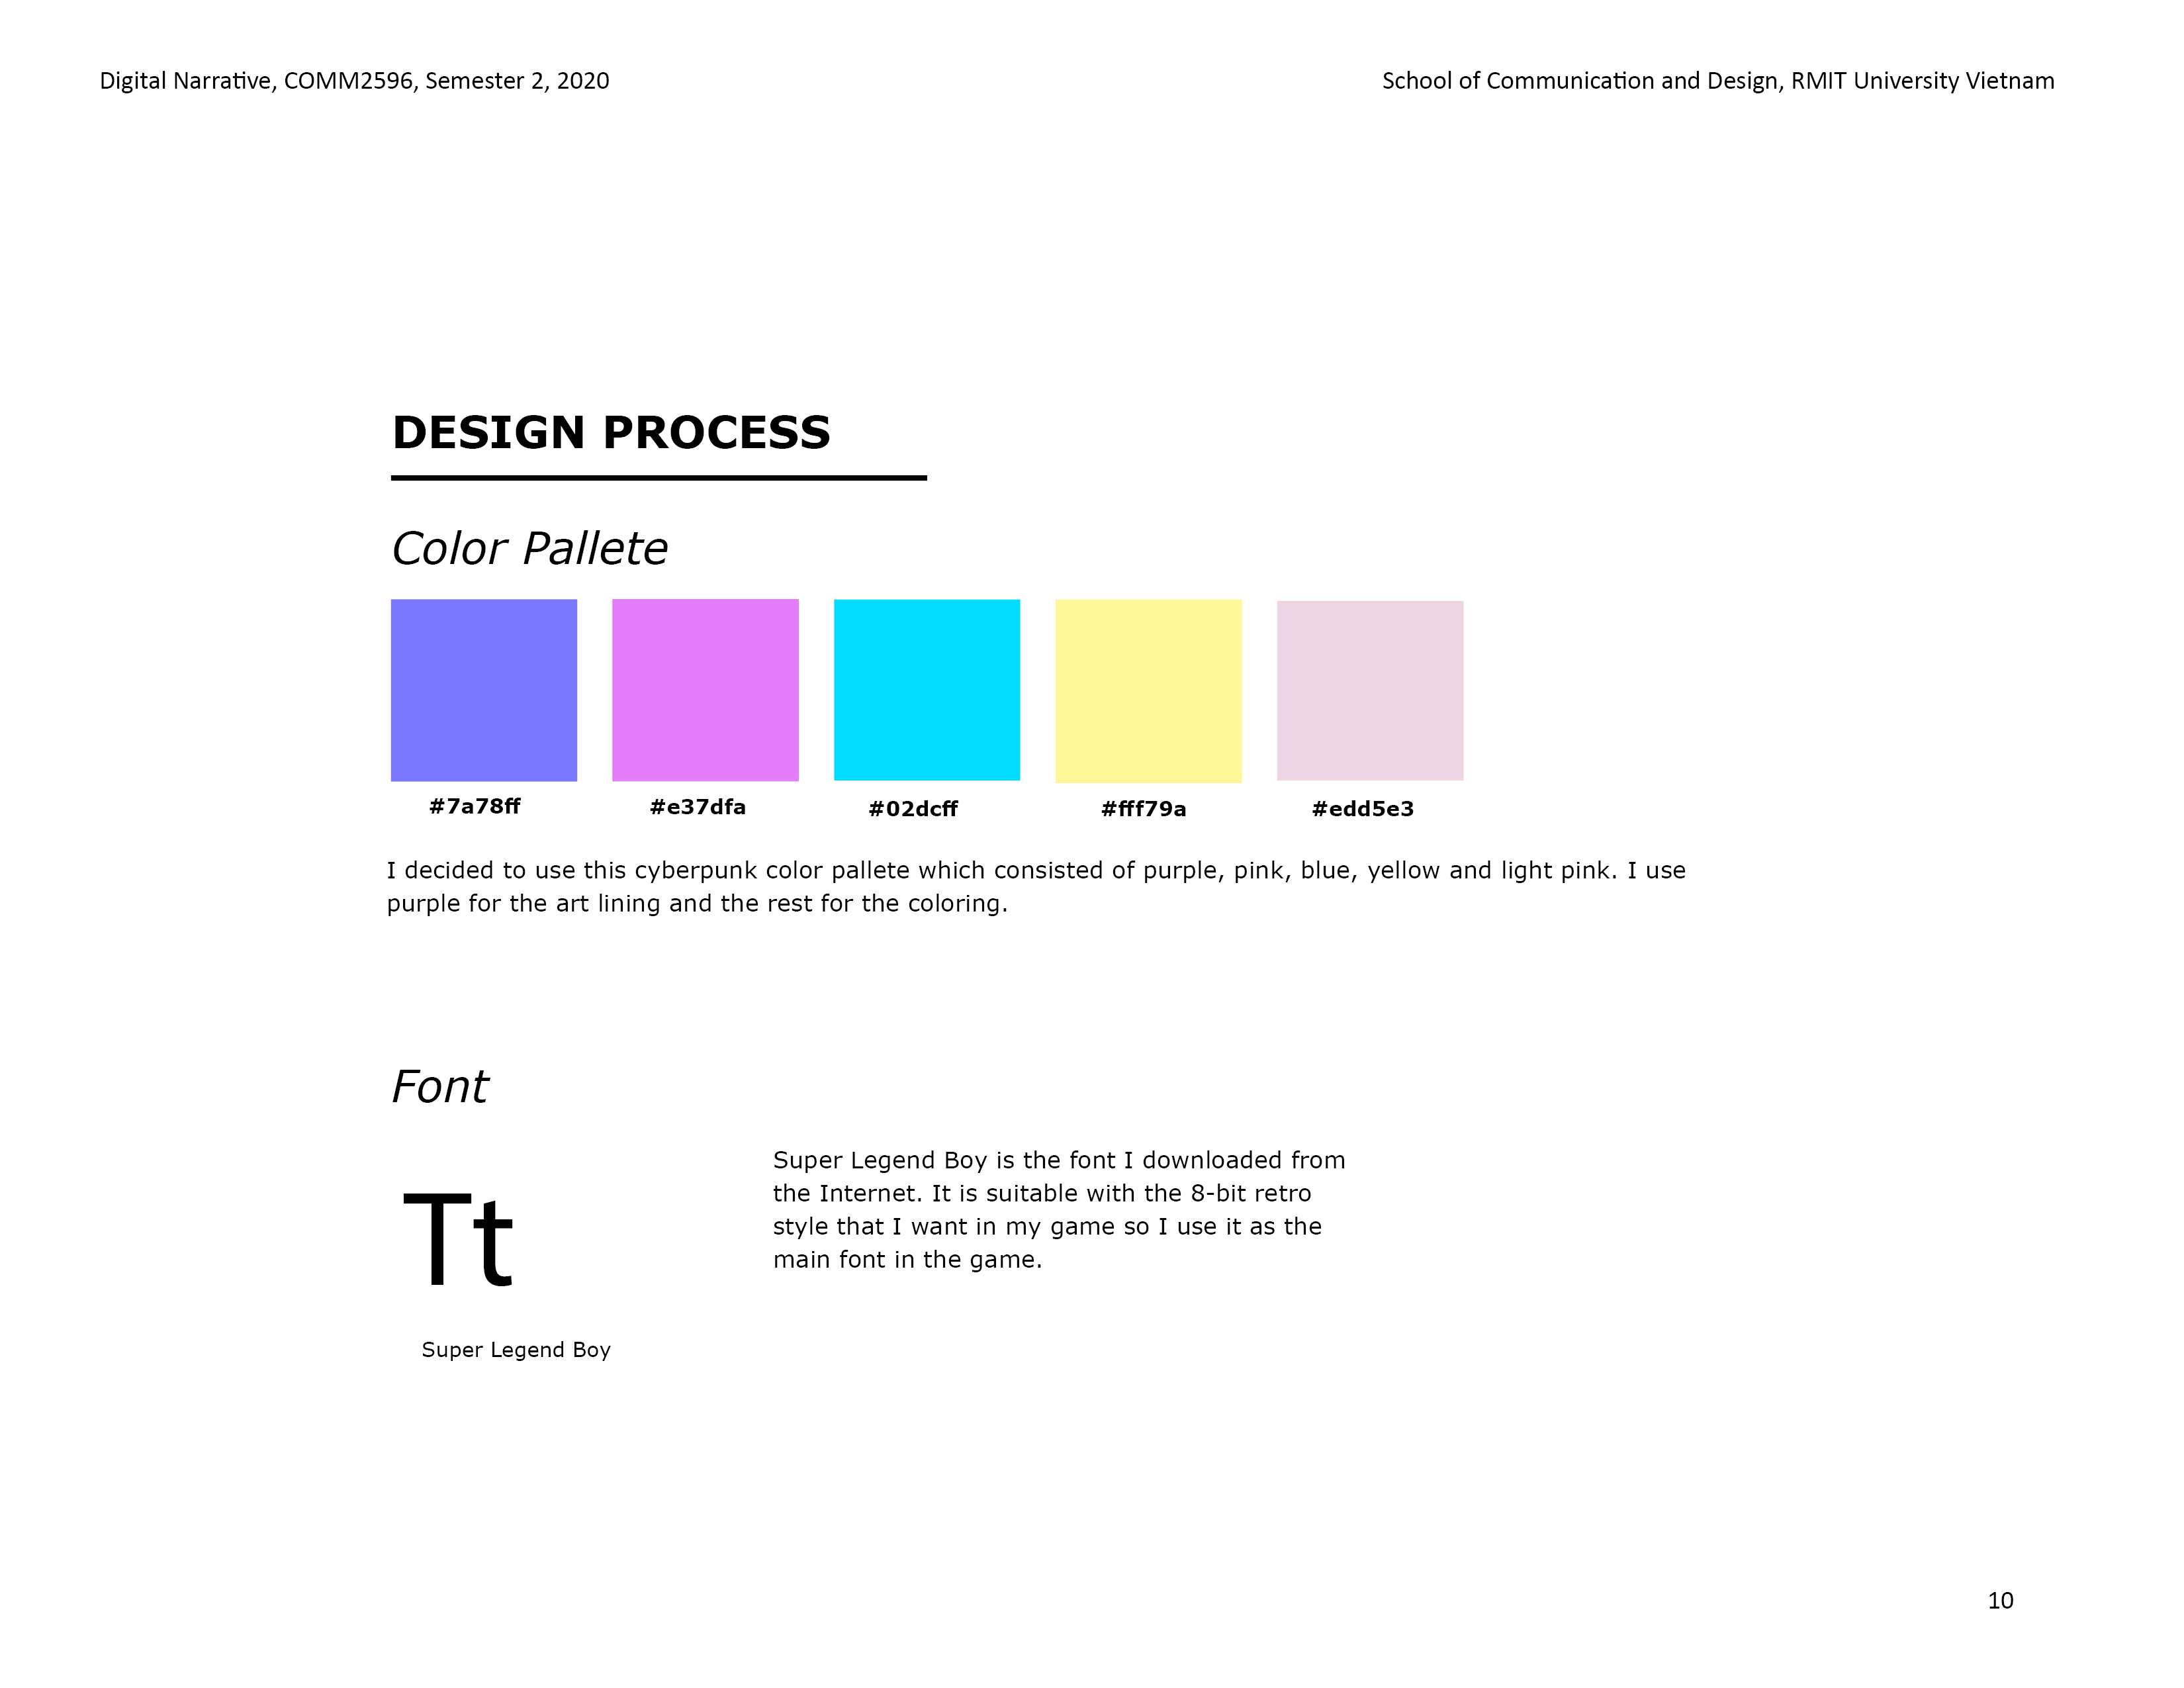 Digital Narrative, COMM2596, Semester 2, 2020
School of Communication and Design, RMIT University Vietnam
DESIGN PROCESS
Color Pallete
#7a78ff
#e37dfa
#02dcff
#fff79a
#edd5e3
I decided to use this cyberpunk color pallete which consisted of purple, pink, blue, yellow and light pink. I use
purple for the art lining and the rest for the coloring.
Font
Tt
Super Legend Boy
Super Legend Boy is the font I downloaded from
the Internet. It is suitable with the 8-bit retro
style that I want in my game so I use it as the
main font in the game.
10